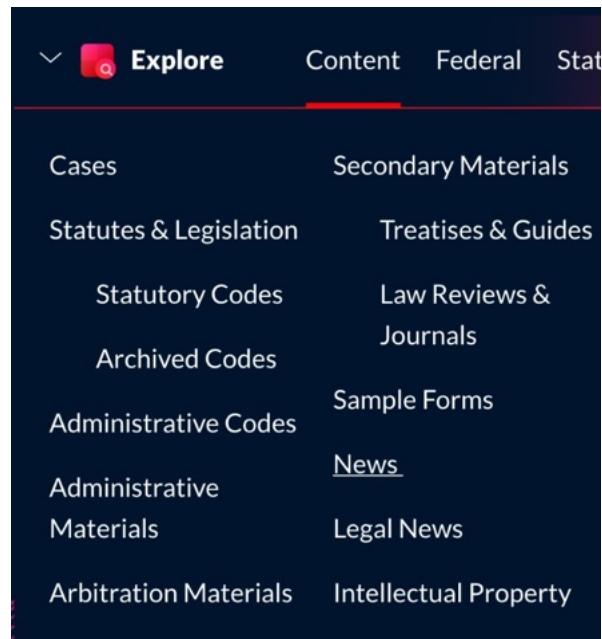 Explore
Content
Federal
Stat
Cases
Statutes & Legislation
Statutory Codes
Archived Codes
Administrative Codes
Administrative
Materials
Arbitration Materials
Secondary Materials
Treatises & Guides
Law Reviews &
Journals
Sample Forms
News
Legal News
Intellectual Property